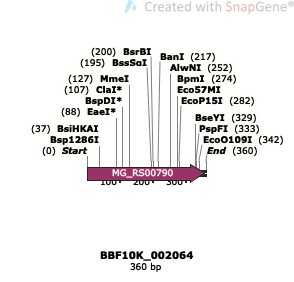 Created with SnapGene®
(200) BsrBI
(195) BssSαI
BanI (217)
AlwNI (252)
(127) MmeI
BpmI (274)
(107) ClaI*
Eco57MI
BspDI*
EcoP15I (282)
(88) EaeI*
BseYI (329)
(37) BsiHKAI
PspFI (333)
Bsp1286I
EcoO109I (342)
(0) Start
End (360)
MG_RS00790
100
200
300
BBF10K_002064
360 bp